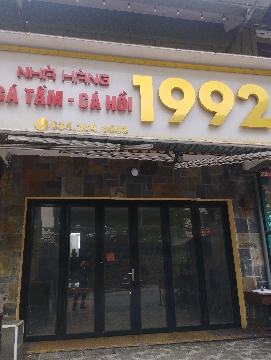 NHÀ HÀNG
CÁ TẦM - CÁ HỒI 1992